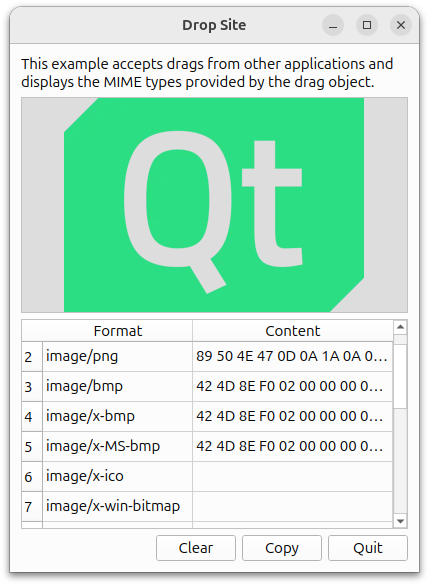 Drop Site
This example accepts drags from other applications and
displays the MIME types provided by the drag object.
Qt
Format Content
2 image/png 89 50 4E 47 0D 0A 1A 0A 0…
3 image/bmp 42 4D 8E F0 02 00 00 00 0…
4 image/x-bmp 42 4D 8E F0 02 00 00 00 0…
5 image/x-MS-bmp 42 4D 8E F0 02 00 00 00 0…
6 image/x-ico
7 image/x-win-bitmap
Clear Copy Quit